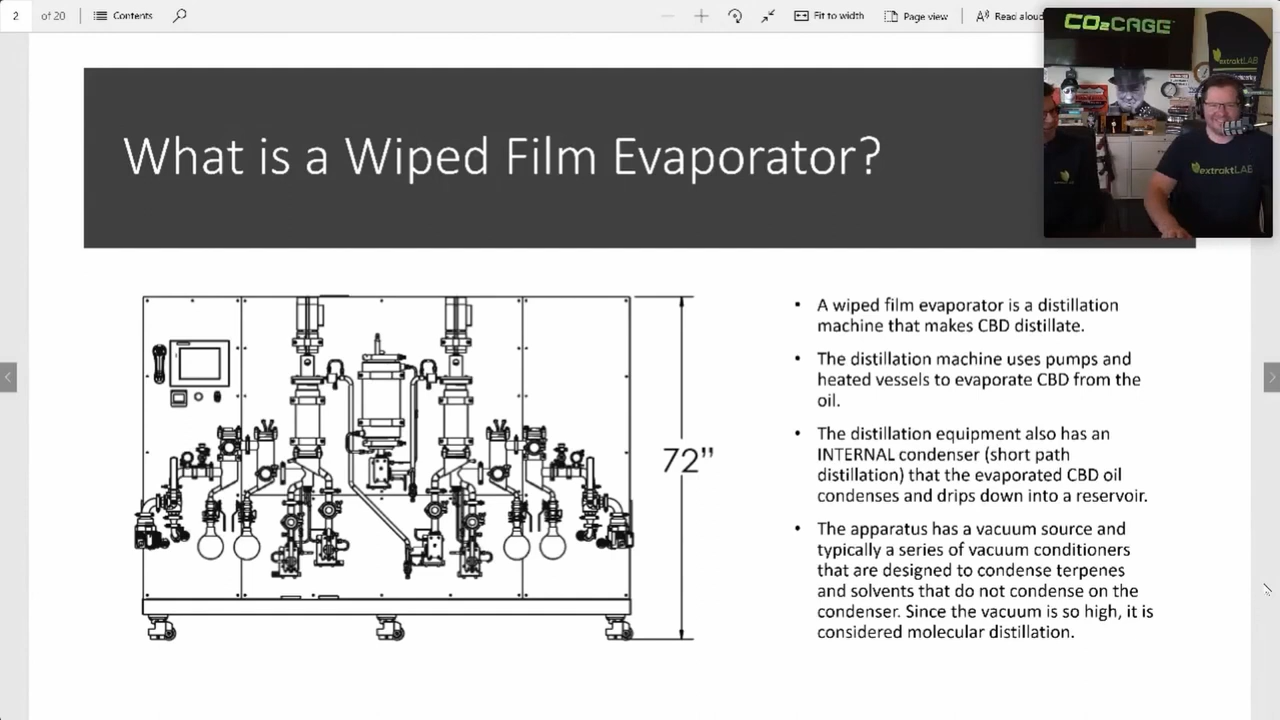 2 of 20 Contents Fit to width Page view Read aloud
CO₂CAGE
extraktLAB
What is a Wiped Film Evaporator?
extraktLAB
72”
• A wiped film evaporator is a distillation
machine that makes CBD distillate.
• The distillation machine uses pumps and
heated vessels to evaporate CBD from the
oil.
• The distillation equipment also has an
INTERNAL condenser (short path
distillation) that the evaporated CBD oil
condenses and drips down into a reservoir.
• The apparatus has a vacuum source and
typically a series of vacuum conditioners
that are designed to condense terpenes
and solvents that do not condense on the
condenser. Since the vacuum is so high, it is
considered molecular distillation.